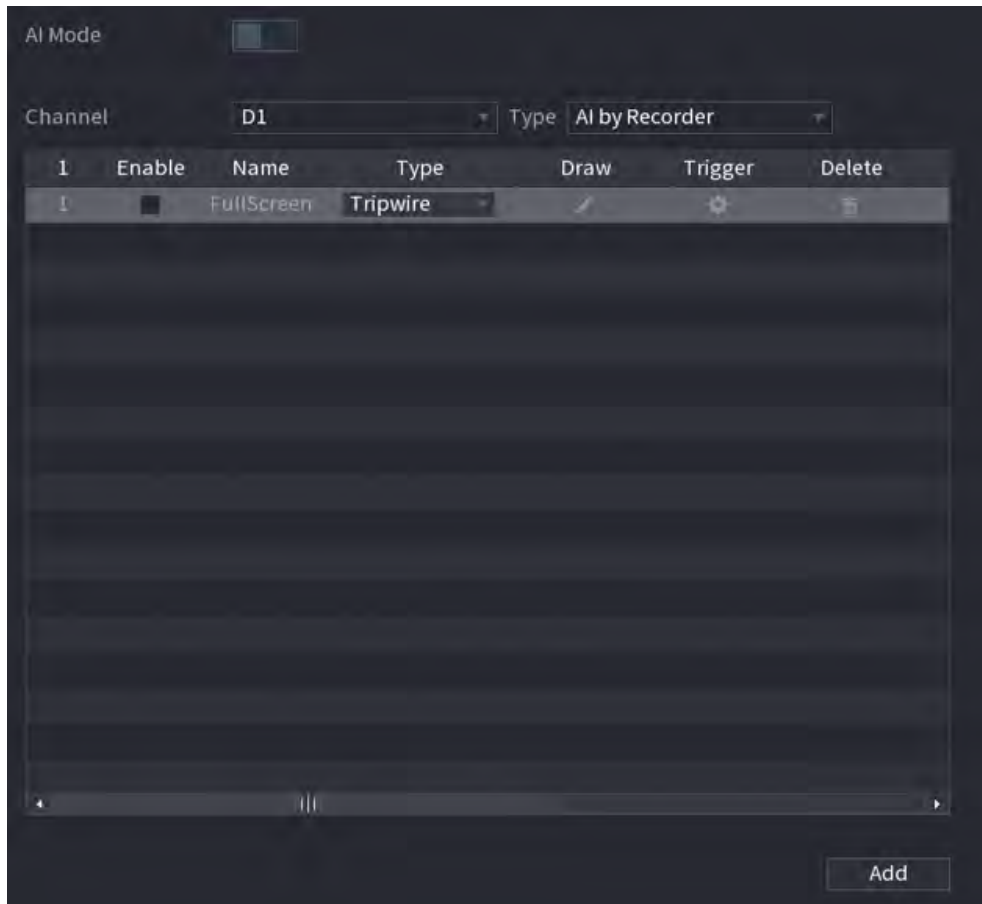 AI Mode
Channel D1 Type AI by Recorder
1 Enable Name Type Draw Trigger Delete
1 FullScreen Tripwire
Add